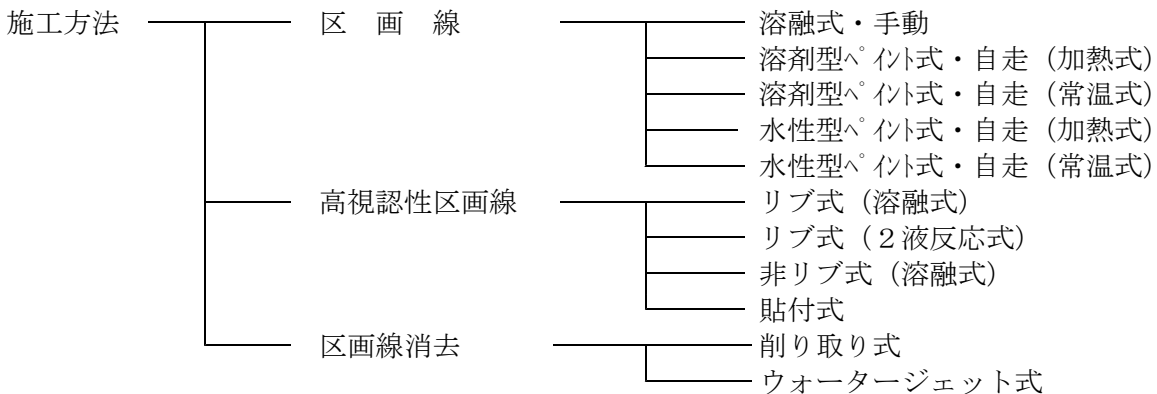 施工方法 区画線 溶融式・手動
溶剤型ペイント式・自走（加熱式）
溶剤型ペイント式・自走（常温式）
水性型ペイント式・自走（加熱式）
水性型ペイント式・自走（常温式）
高視認性区画線 リブ式（溶融式）
リブ式（２液反応式）
非リブ式（溶融式）
貼付式
区画線消去 削り取り式
ウォータージェット式